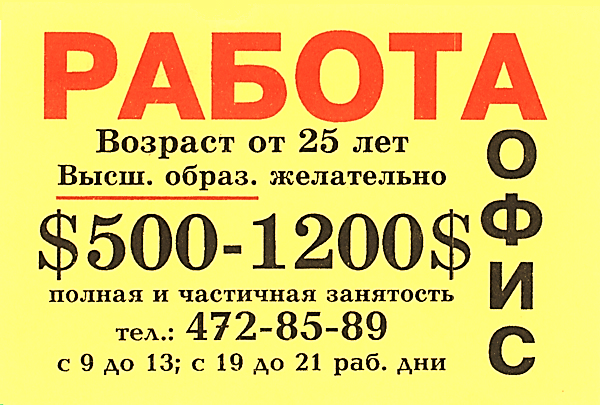 РАБОТА
Возраст от 25 лет
Высш. образ. желательно
$500-1200$
полная и частичная занятость
тел.: 472-85-89
с 9 до 13; с 19 до 21 раб. дни
ОФИС